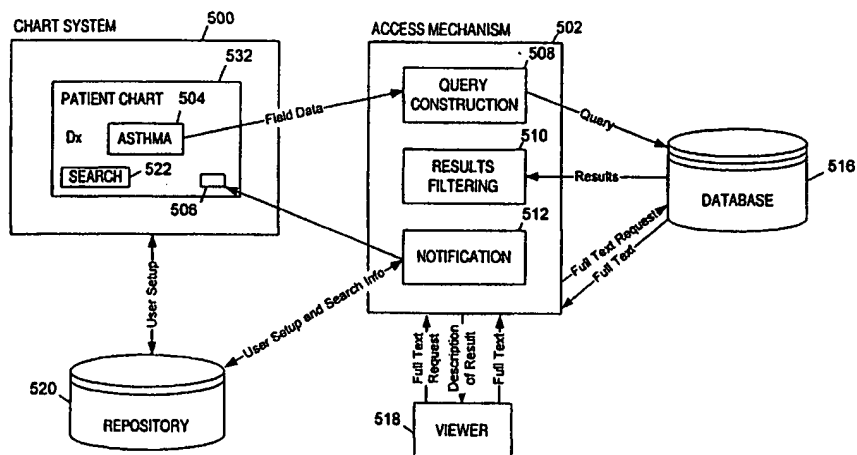 CHART SYSTEM
500
532
PATIENT CHART
504
Dx
ASTHMA
SEARCH
522
506
Field Data
ACCESS MECHANISM
502
508
QUERY
CONSTRUCTION
510
RESULTS
FILTERING
512
NOTIFICATION
Query
Results
DATABASE
516
Full Text Request
Full Text
User Setup
User Setup and Search Info
520
REPOSITORY
Full Text
Request
Description
of Result
Full Text
518
VIEWER